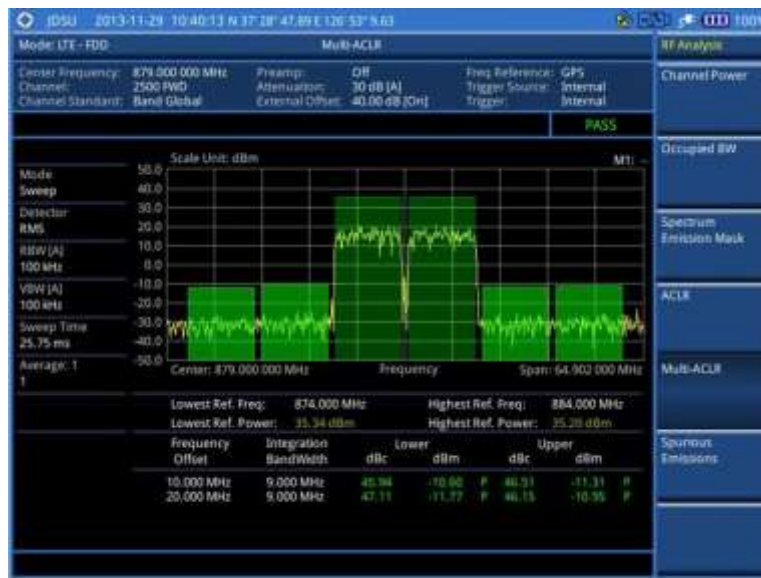 JDSU 2013-11-29 10:40:13 N 37° 28' 47.89 E 126° 53' 9.63 100%
Mode: LTE - FDD Multi-ACLR RF Analysis
Center Frequency: 879.000 000 MHz Preamp: Off Freq Reference: GPS
Channel: 2500 FWD Attenuation: 30 dB [A] Trigger Source: Internal
Channel Standard: Band Global External Offset: 40.00 dB [On] Trigger: Internal
PASS
Channel Power
Occupied BW
Spectrum
Emission Mask
ACLR
Multi-ACLR
Spurious
Emissions
Mode
Sweep
Detector
RMS
RBW [A]
100 kHz
VBW [A]
100 kHz
Sweep Time
25.75 ms
Average: 1
1
Scale Unit: dBm M1: --
50.0
40.0
30.0
20.0
10.0
0.0
-10.0
-20.0
-30.0
-40.0
-50.0
Center: 879.000 000 MHz Frequency Span: 64.902 000 MHz
Lowest Ref. Freq: 874.000 MHz Highest Ref. Freq: 884.000 MHz
Lowest Ref. Power: 35.34 dBm Highest Ref. Power: 35.20 dBm
Frequency Integration Lower Upper
Offset BandWidth dBc dBm dBc dBm
10.000 MHz 9.000 MHz 45.94 -10.60 P 46.51 -11.31 P
20.000 MHz 9.000 MHz 47.11 -11.77 P 46.15 -10.95 P